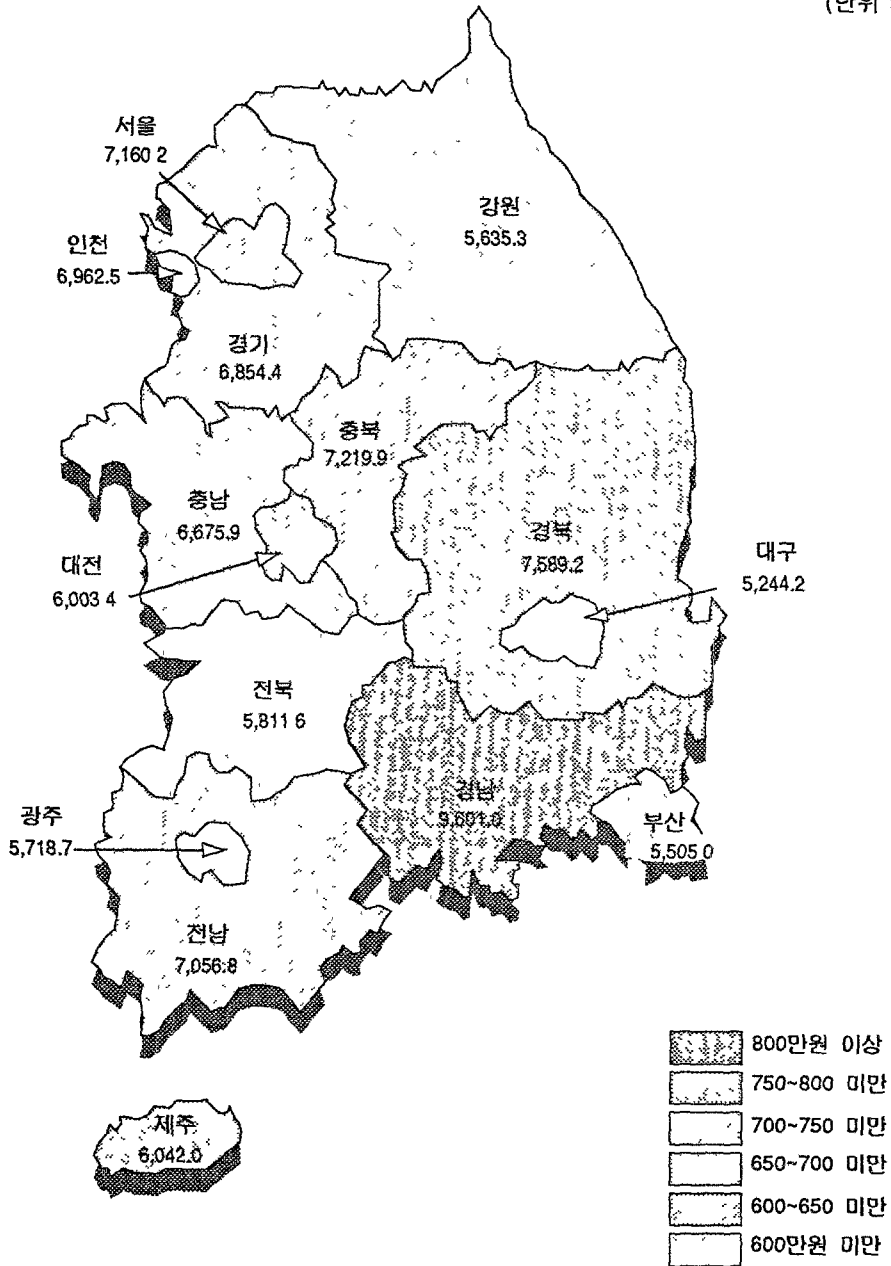 (단위 :
서울
7,160 2
강원
5,635.3
인천
6,962.5
경기
6,854.4
충북
7,219.9
충남
6,675.9
경북
7,589.2
대구
5,244.2
대전
6,003 4
전북
5,811 6
경남
9,601.0
광주
5,718.7
부산
5,505 0
전남
7,056.8
제주
6,042.0
800만원 이상
750~800 미만
700~750 미만
650~700 미만
600~650 미만
600만원 미만